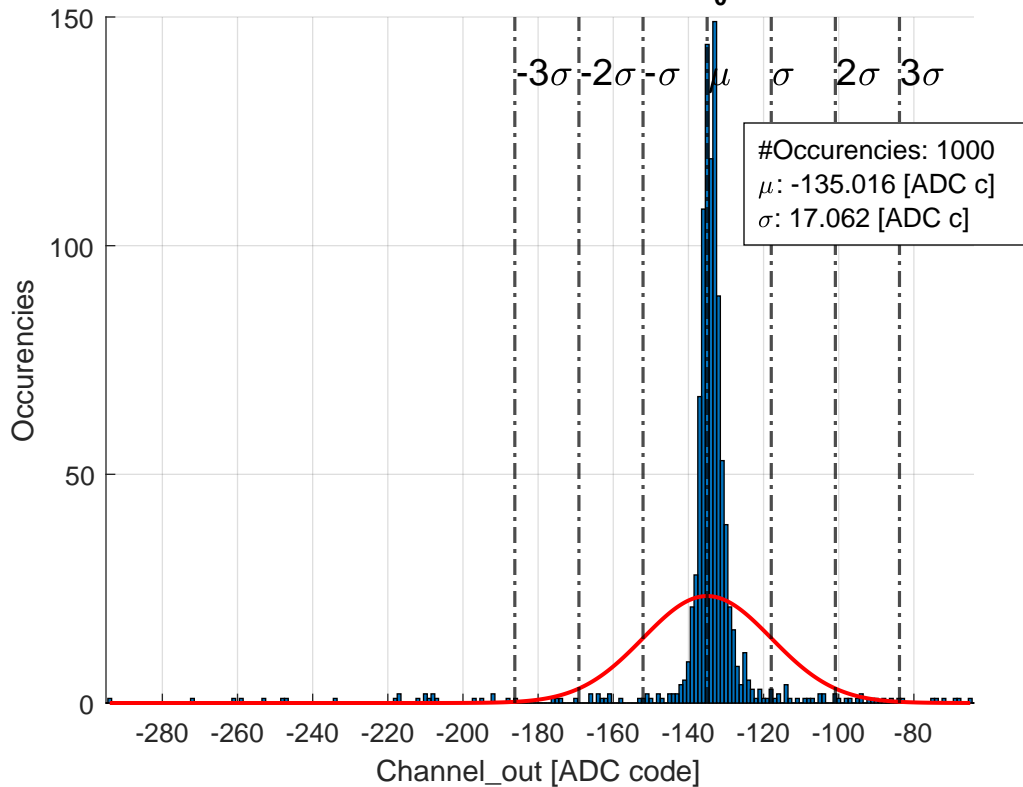 0
150
-3σ -2σ -σ μ σ 2σ 3σ
#Occurencies: 1000
μ: -135.016 [ADC c]
σ: 17.062 [ADC c]
100
50
0
Occurencies
-280 -260 -240 -220 -200 -180 -160 -140 -120 -100 -80
Channel_out [ADC code]